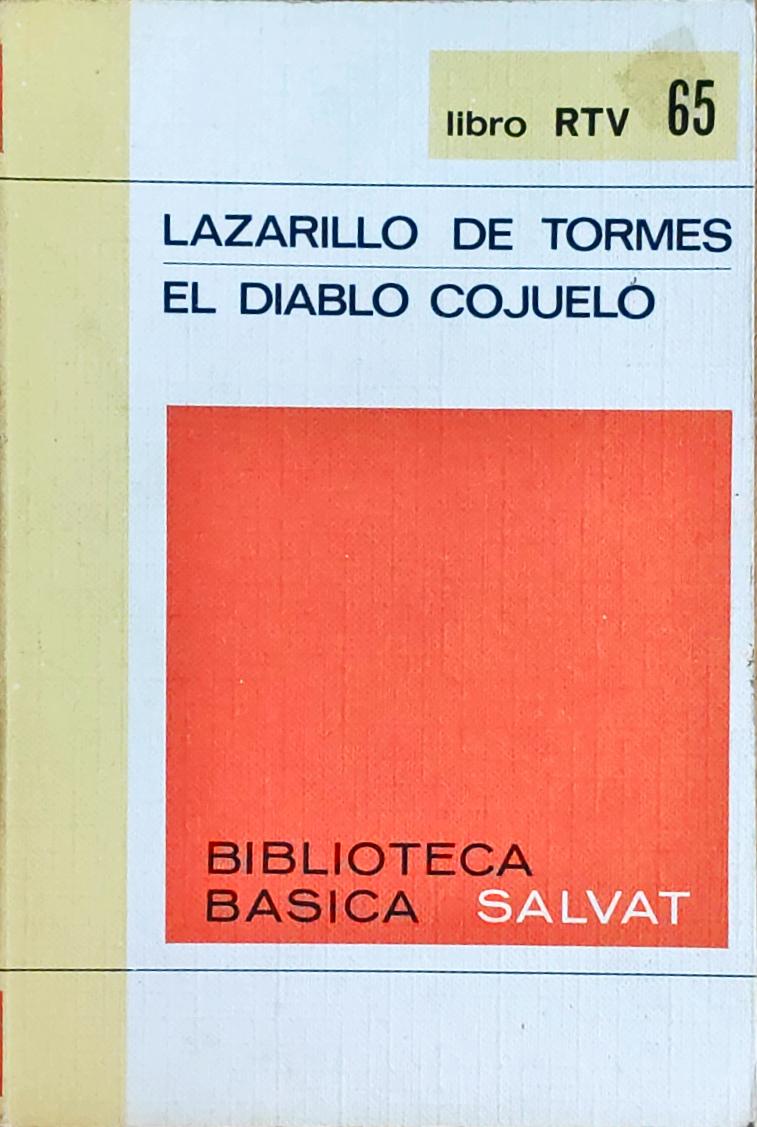 libro RTV 65
LAZARILLO DE TORMES
EL DIABLO COJUELO
BIBLIOTECA
BASICA SALVAT